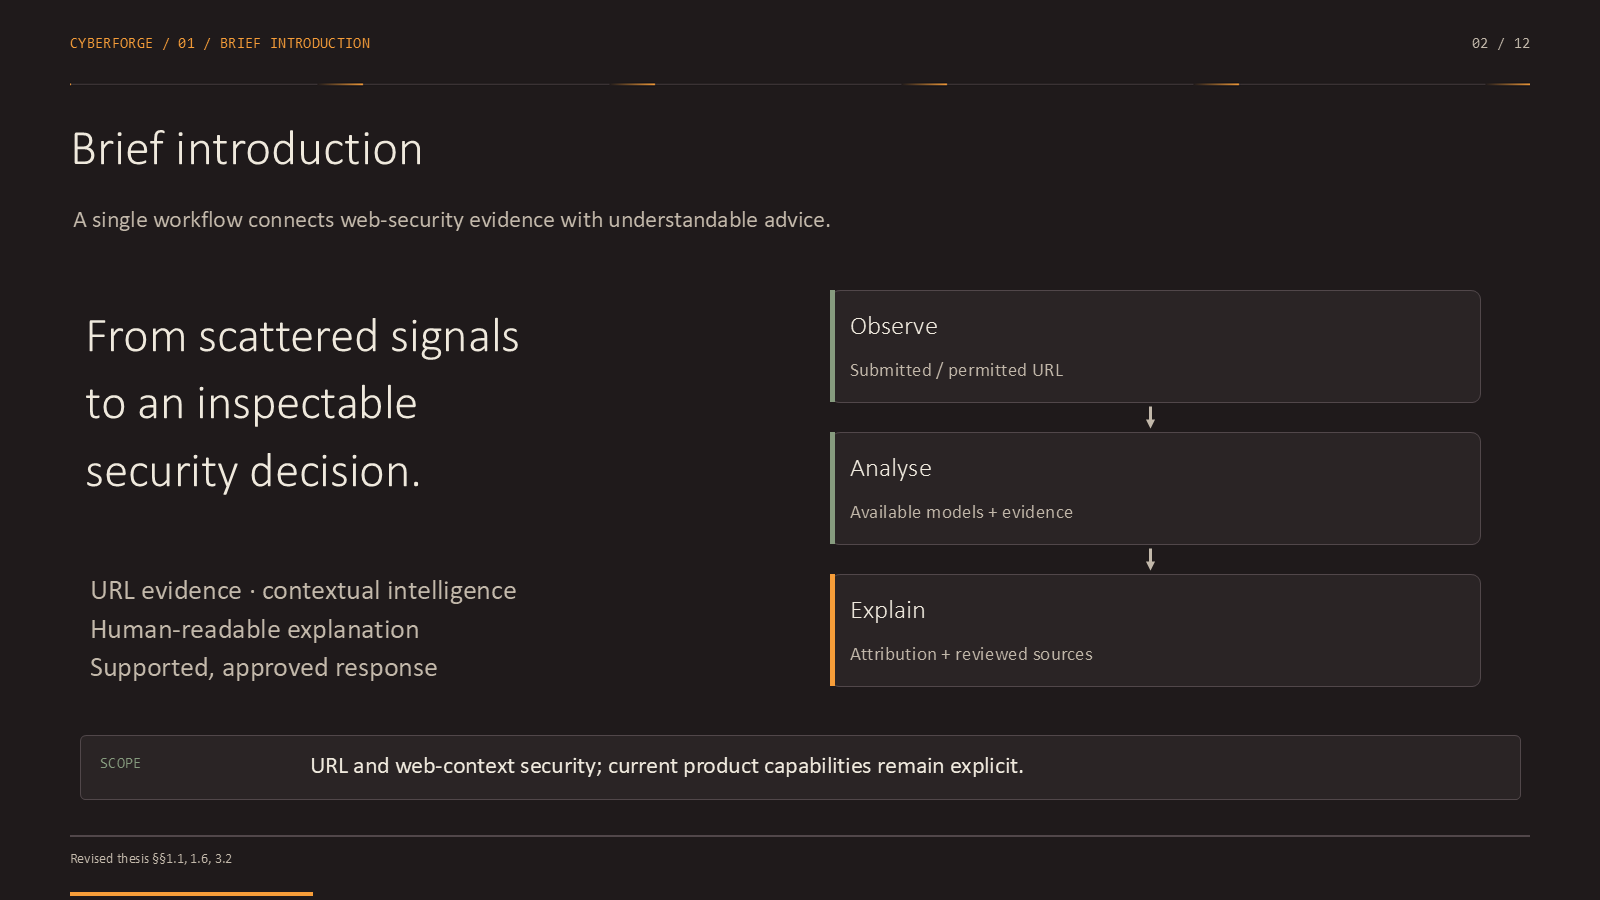 CYBERFORGE / 01 / BRIEF INTRODUCTION
02 / 12
Brief introduction
A single workflow connects web-security evidence with understandable advice.
From scattered signals
to an inspectable
security decision.
URL evidence · contextual intelligence
Human-readable explanation
Supported, approved response
Observe
Submitted / permitted URL
Analyse
Available models + evidence
Explain
Attribution + reviewed sources
SCOPE
URL and web-context security; current product capabilities remain explicit.
Revised thesis §§1.1, 1.6, 3.2